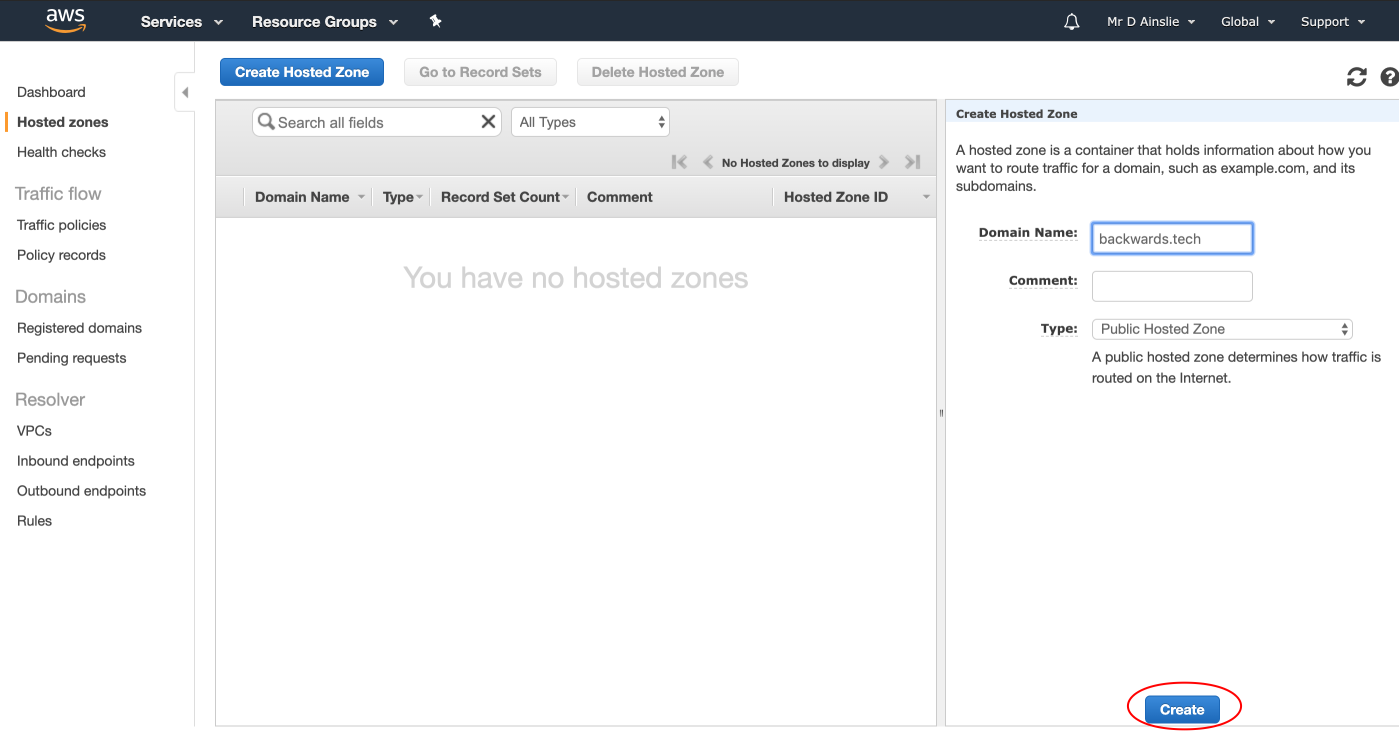 aws Services Resource Groups Mr D Ainslie Global Support
Dashboard
Hosted zones
Health checks
Traffic flow
Traffic policies
Policy records
Domains
Registered domains
Pending requests
Resolver
VPCs
Inbound endpoints
Outbound endpoints
Rules
Create Hosted Zone Go to Record Sets Delete Hosted Zone
Search all fields All Types
No Hosted Zones to display
Domain Name Type Record Set Count Comment Hosted Zone ID
You have no hosted zones
Create Hosted Zone
A hosted zone is a container that holds information about how you
want to route traffic for a domain, such as example.com, and its
subdomains.
Domain Name: backwards.tech
Comment:
Type: Public Hosted Zone
A public hosted zone determines how traffic is
routed on the Internet.
Create